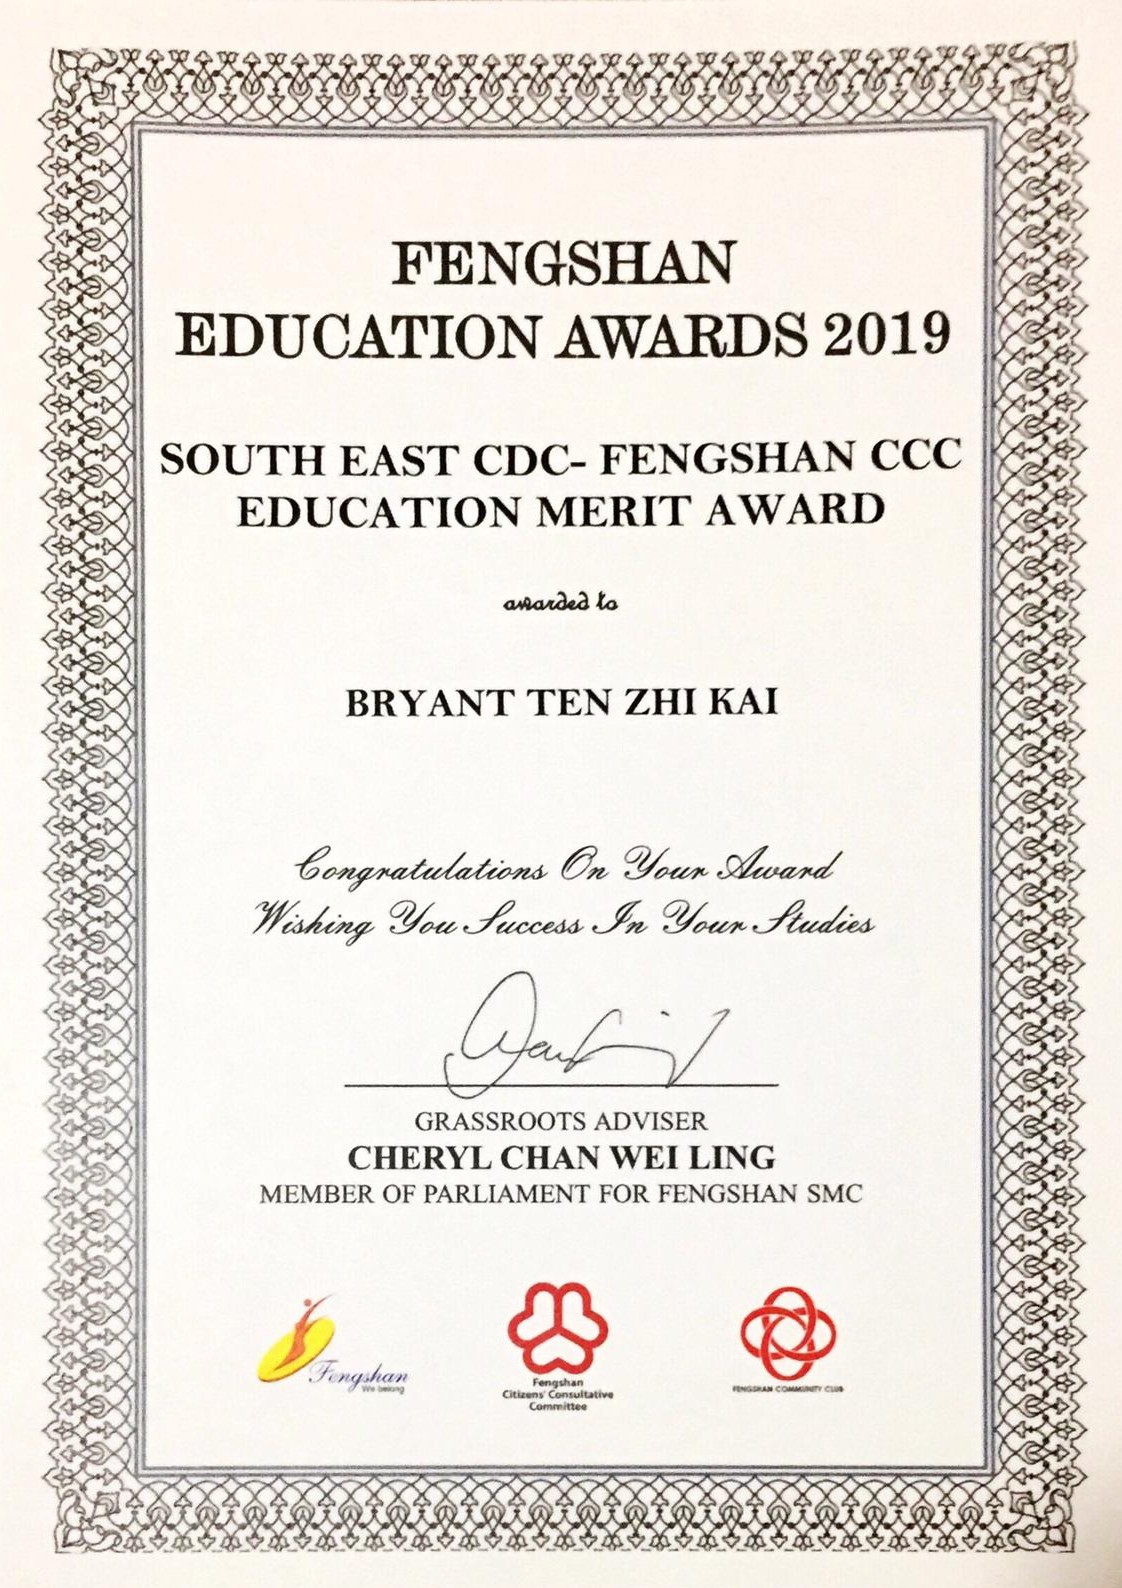 FENGSHAN
EDUCATION AWARDS 2019
SOUTH EAST CDC- FENGSHAN CCC
EDUCATION MERIT AWARD
awarded to
BRYANT TEN ZHI KAI
Congratulations On Your Award
Wishing You Success In Your Studies
GRASSROOTS ADVISER
CHERYL CHAN WEI LING
MEMBER OF PARLIAMENT FOR FENGSHAN SMC
Fengshan
We belong
Fengshan
Citizens' Consultative
Committee
FENGSHAN COMMUNITY CLUB